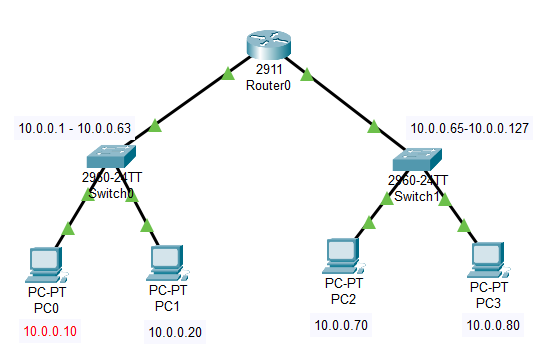 2911
Router0
10.0.0.1 - 10.0.0.63
10.0.0.65-10.0.0.127
2960-24TT
Switch0
2960-24TT
Switch1
PC-PT
PC0
PC-PT
PC1
PC-PT
PC2
PC-PT
PC3
10.0.0.10
10.0.0.20
10.0.0.70
10.0.0.80